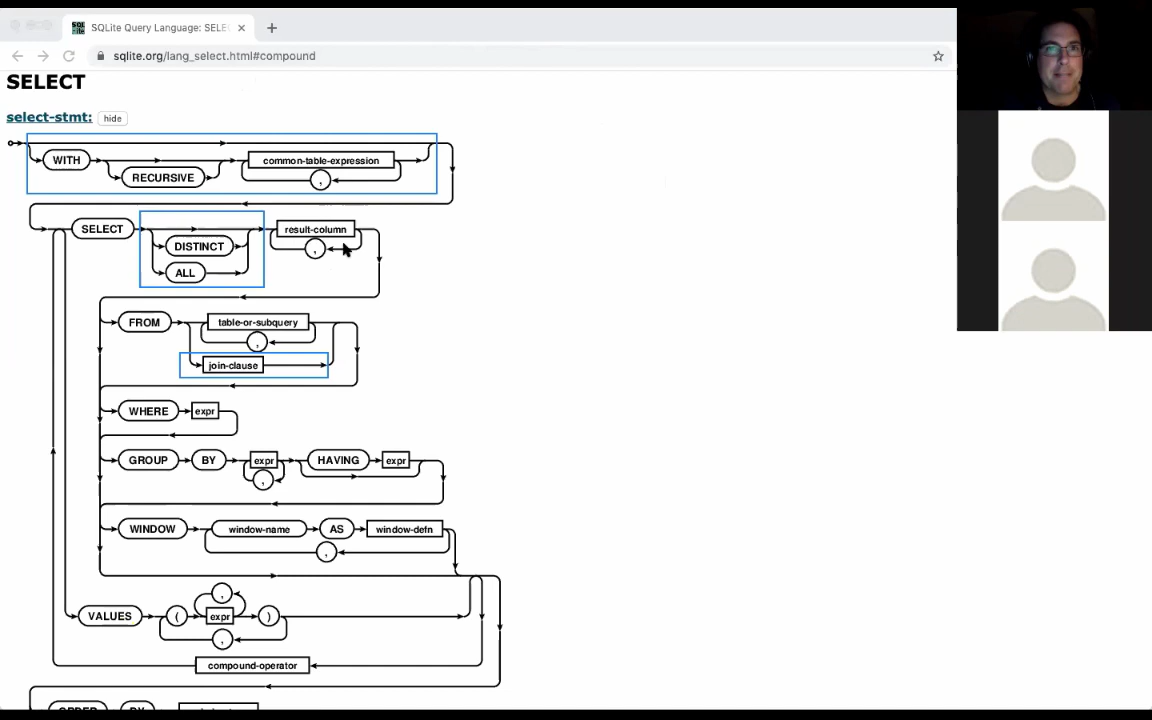 SQLite Query Language: SELE
sqlite.org/lang_select.html#compound
SELECT
select-stmt: hide
WITH
RECURSIVE
common-table-expression
,
SELECT
DISTINCT
ALL
result-column
,
FROM
table-or-subquery
,
join-clause
WHERE expr
GROUP BY expr HAVING expr
,
WINDOW window-name AS window-defn
,
,
VALUES ( expr )
,
compound-operator
ORDER BY